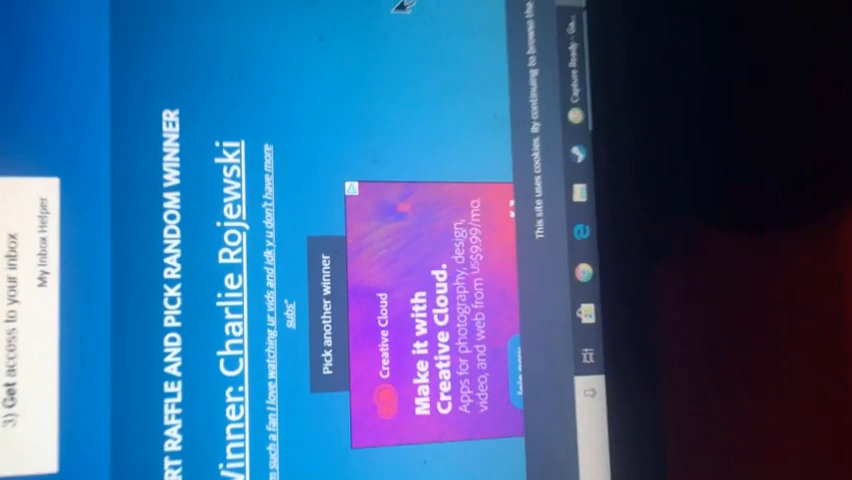 3) Get access to your inbox
My Inbox Helper
RT RAFFLE AND PICK RANDOM WINNER
Winner: Charlie Rojewski
m such a fan I love watching ur vids and idk y u don't have more
subs"
Pick another winner
Creative Cloud
Make it with
Creative Cloud.
Apps for photography, design,
video, and web from US$9.99/mo.
This site uses cookies. By continuing to browse the
Capture Ready - Ga...